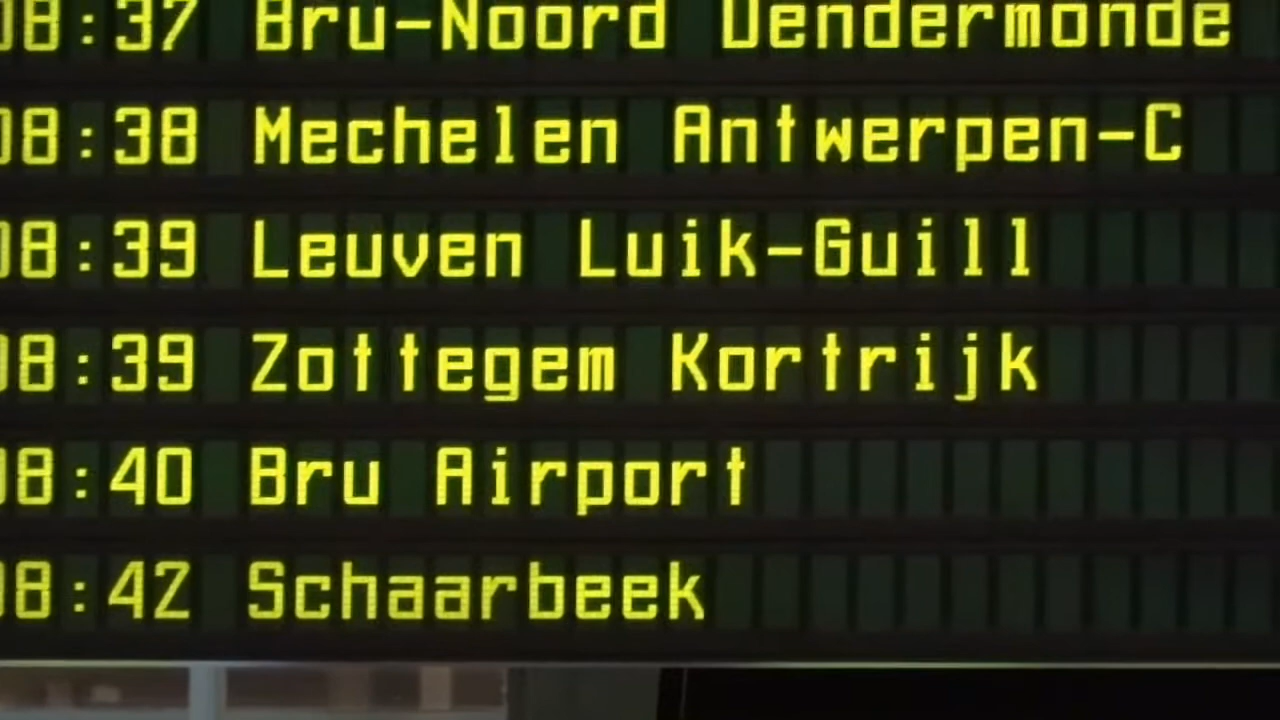 08:37 Bru-Noord Dendermonde
08:38 Mechelen Antwerpen-C
08:39 Leuven Luik-Guill
08:39 Zottegem Kortrijk
08:40 Bru Airport
08:42 Schaarbeek